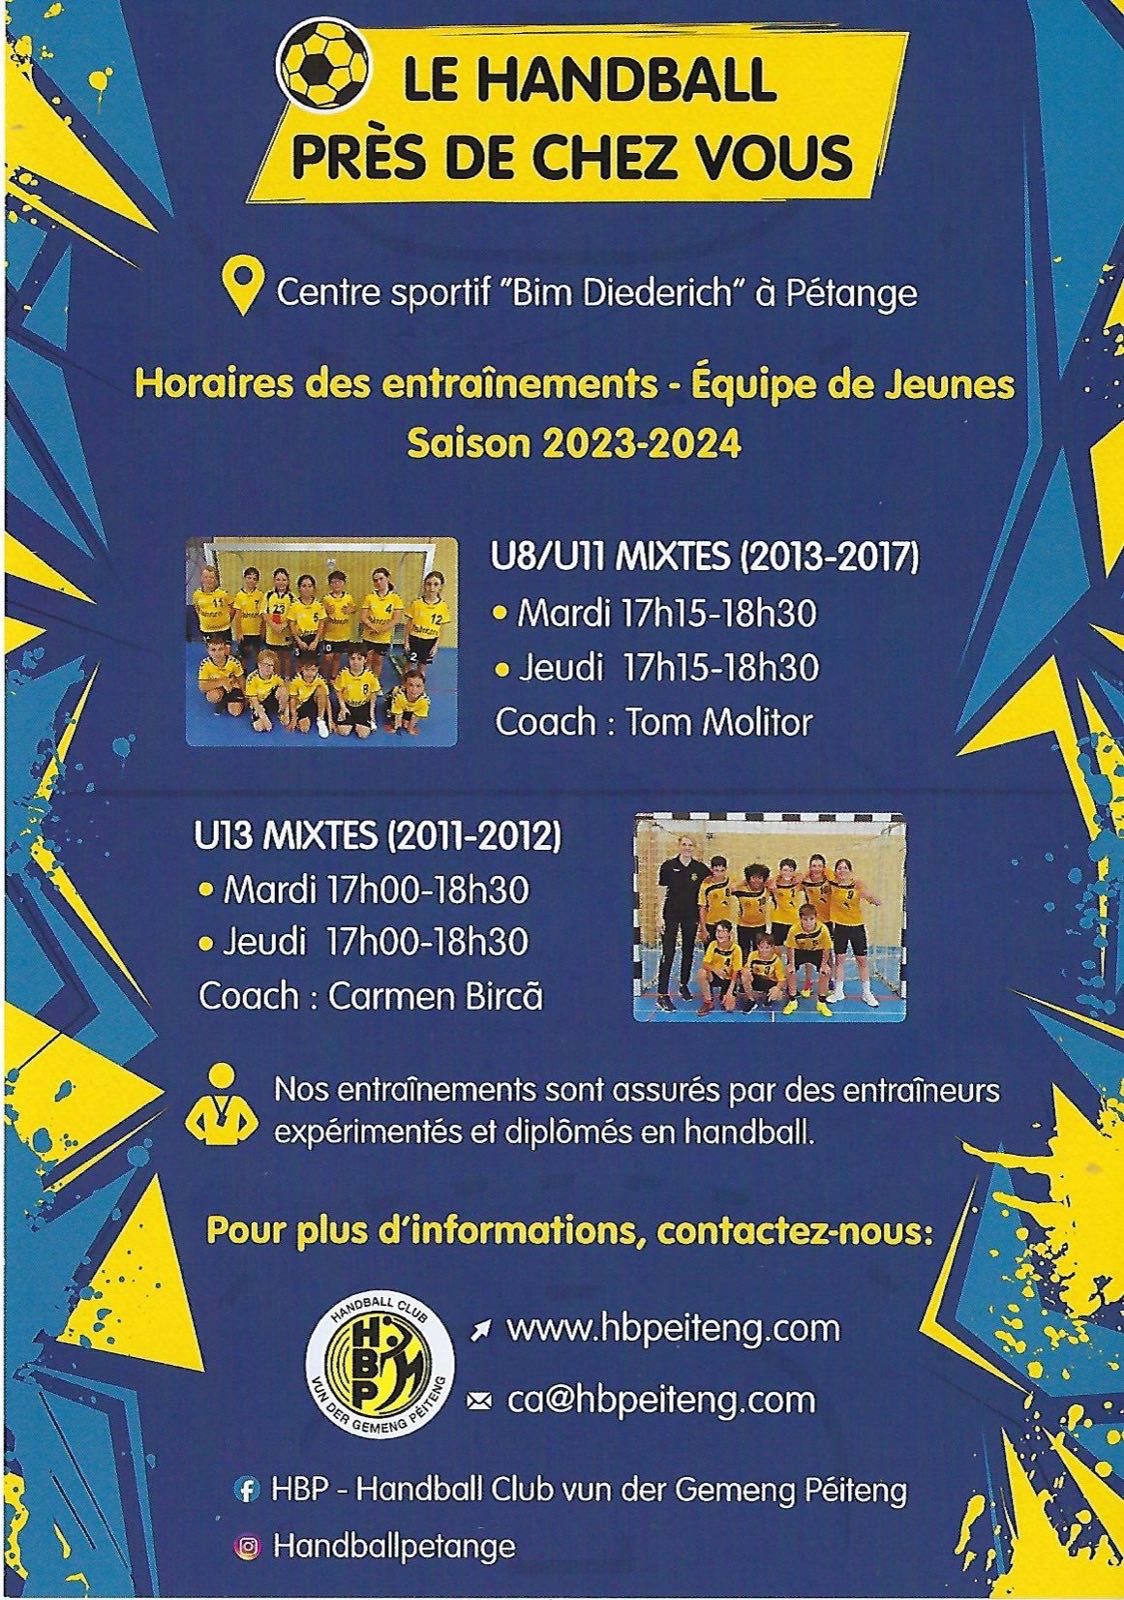 LE HANDBALL
PRÈS DE CHEZ VOUS
Centre sportif "Bim Diederich" à Pétange
Horaires des entraînements - Équipe de Jeunes
Saison 2023-2024
U8/U11 MIXTES (2013-2017)
• Mardi 17h15-18h30
• Jeudi 17h15-18h30
Coach : Tom Molitor
U13 MIXTES (2011-2012)
• Mardi 17h00-18h30
• Jeudi 17h00-18h30
Coach : Carmen Bircã
Nos entraînements sont assurés par des entraîneurs
expérimentés et diplômés en handball.
Pour plus d'informations, contactez-nous:
HANDBALL CLUB
HBP
VUN DER GEMENG PÉITENG
www.hbpeiteng.com
ca@hbpeiteng.com
HBP - Handball Club vun der Gemeng Péiteng
Handballpetange